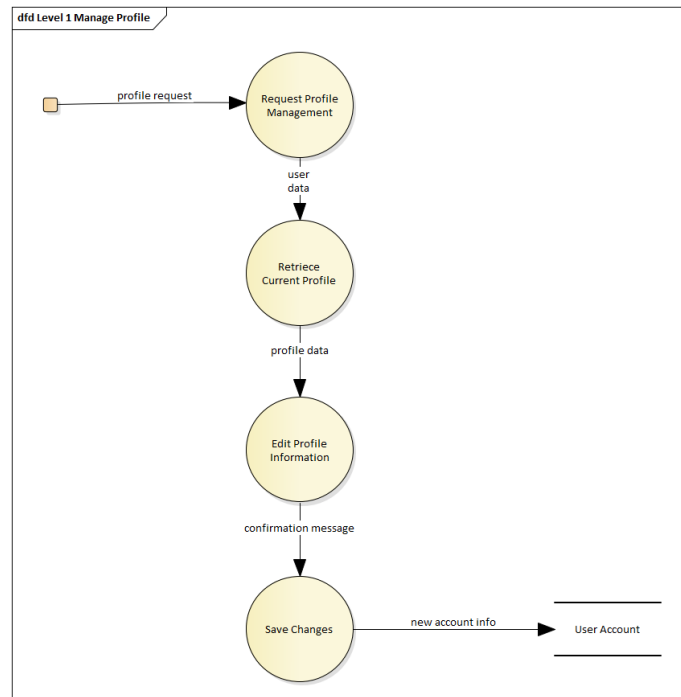 dfd Level 1 Manage Profile
profile request
Request Profile
Management
user
data
Retriece
Current Profile
profile data
Edit Profile
Information
confirmation message
Save Changes
new account info
User Account